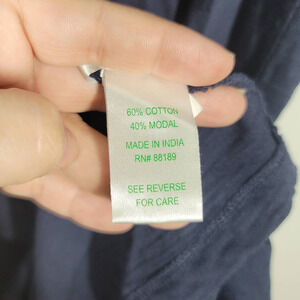 60% COTTON
40% MODAL
MADE IN INDIA
RN# 88189
SEE REVERSE
FOR CARE